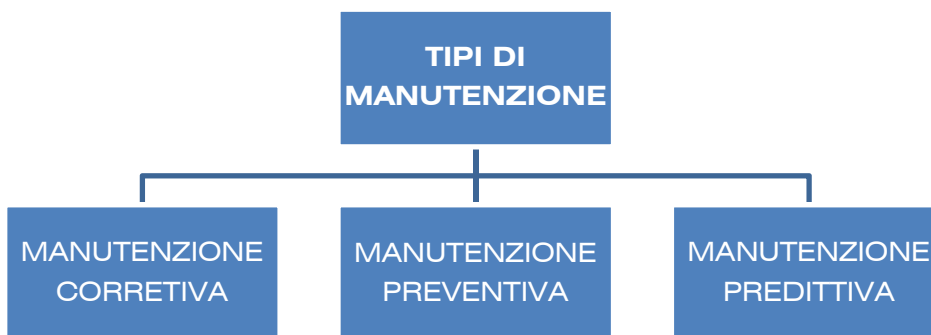 TIPI DI
MANUTENZIONE
MANUTENZIONE
CORRETIVA
MANUTENZIONE
PREVENTIVA
MANUTENZIONE
PREDITTIVA